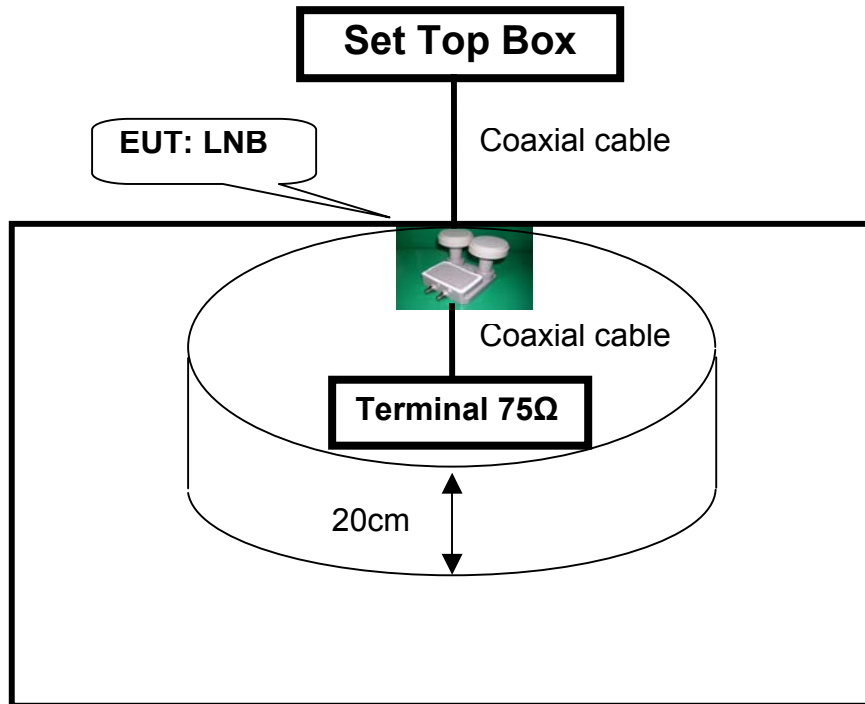 Set Top Box
EUT: LNB
Coaxial cable
Coaxial cable
Terminal 75Ω
20cm